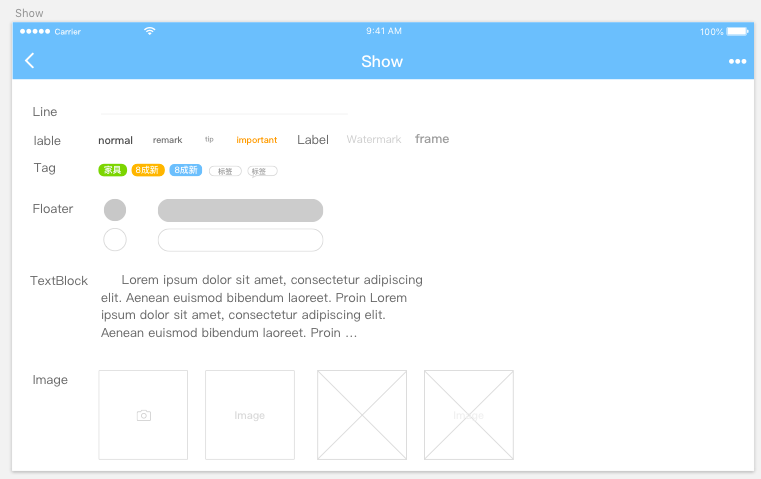 Show
Carrier 9:41 AM 100%
Show
Line
lable normal remark tip important Label Watermark frame
Tag 家具 8成新 8成新 标签 标签
Floater
TextBlock Lorem ipsum dolor sit amet, consectetur adipiscing
elit. Aenean euismod bibendum laoreet. Proin Lorem
ipsum dolor sit amet, consectetur adipiscing elit.
Aenean euismod bibendum laoreet. Proin ...
Image Image Image